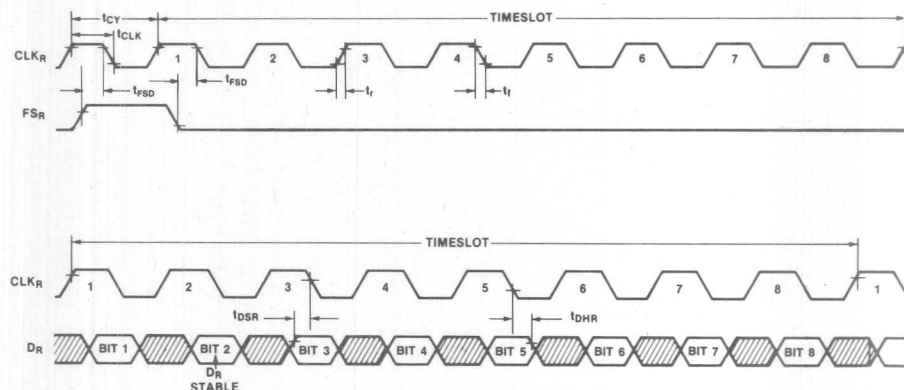 tCY
TIMESLOT
tCLK
CLKR
1 2 3 4 5 6 7 8
tFSD
tFSD
tr
tf
FSR
TIMESLOT
CLKR
1 2 3 4 5 6 7 8 1
tDSR
tDHR
DR
BIT 1 BIT 2 BIT 3 BIT 4 BIT 5 BIT 6 BIT 7 BIT 8
DR
STABLE